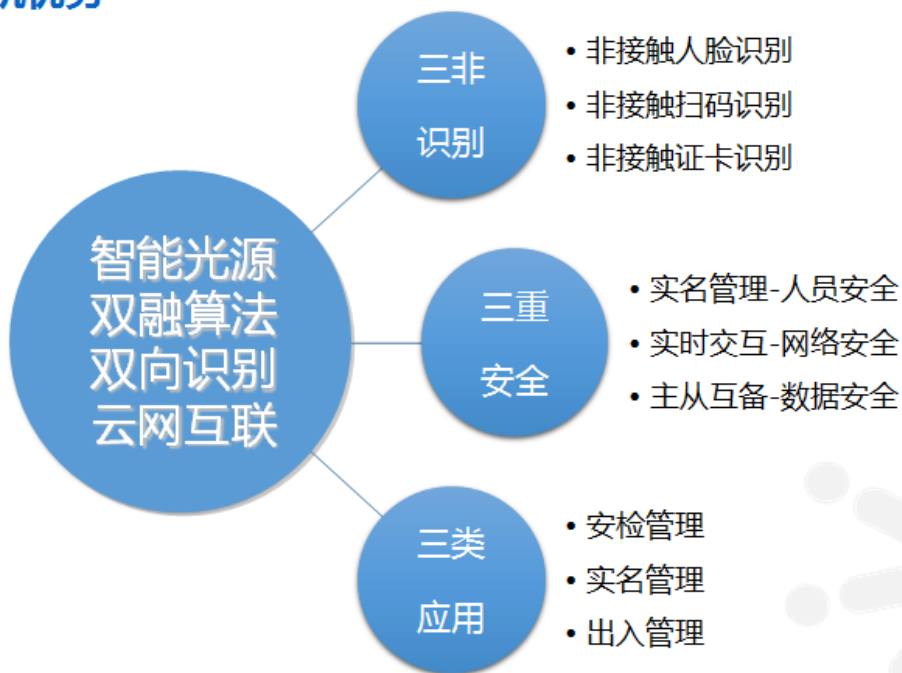 智能光源
双融算法
双向识别
云网互联
三非
识别
• 非接触人脸识别
• 非接触扫码识别
• 非接触证卡识别
三重
安全
• 实名管理-人员安全
• 实时交互-网络安全
• 主从互备-数据安全
三类
应用
• 安检管理
• 实名管理
• 出入管理